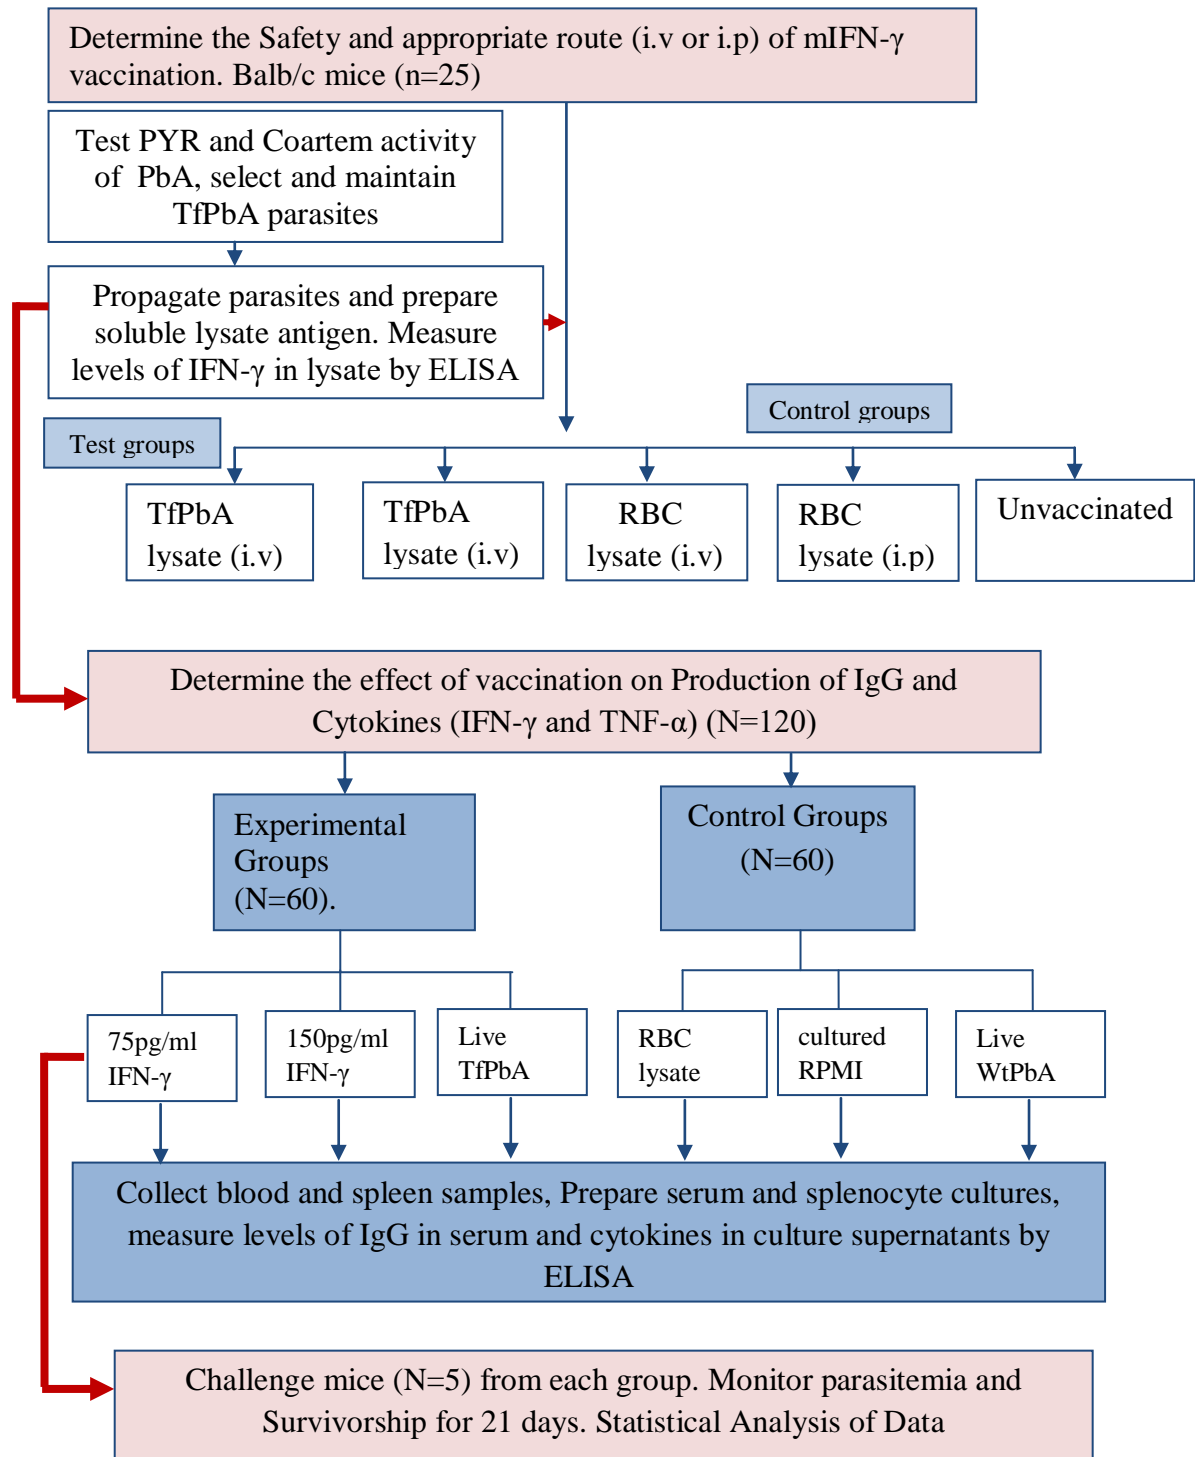 Determine the Safety and appropriate route (i.v or i.p) of mIFN-γ
vaccination. Balb/c mice (n=25)
Test PYR and Coartem activity
of PbA, select and maintain
TfPbA parasites
Propagate parasites and prepare
soluble lysate antigen. Measure
levels of IFN-γ in lysate by ELISA
Control groups
Test groups
TfPbA
lysate (i.v)
TfPbA
lysate (i.v)
RBC
lysate (i.v)
RBC
lysate (i.p)
Unvaccinated
Determine the effect of vaccination on Production of IgG and
Cytokines (IFN-γ and TNF-α) (N=120)
Experimental
Groups
(N=60).
Control Groups
(N=60)
75pg/ml
IFN-γ
150pg/ml
IFN-γ
Live
TfPbA
RBC
lysate
cultured
RPMI
Live
WtPbA
Collect blood and spleen samples, Prepare serum and splenocyte cultures,
measure levels of IgG in serum and cytokines in culture supernatants by
ELISA
Challenge mice (N=5) from each group. Monitor parasitemia and
Survivorship for 21 days. Statistical Analysis of Data